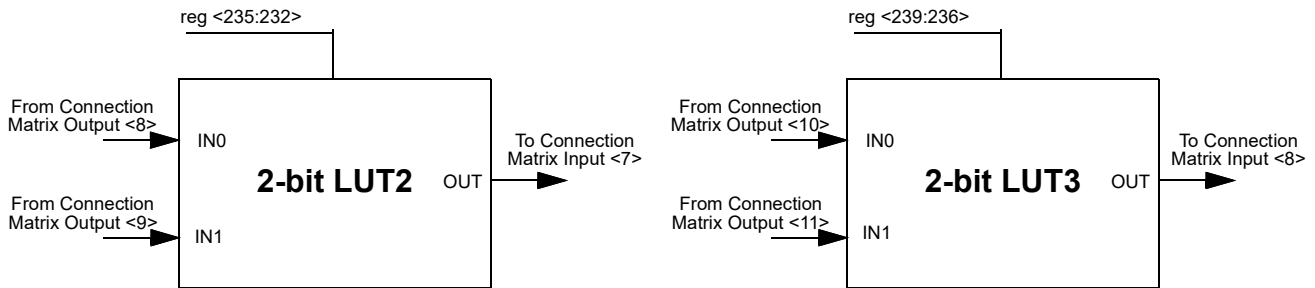 reg <235:232>
From Connection
Matrix Output <8>
IN0
2-bit LUT2
OUT
To Connection
Matrix Input <7>
From Connection
Matrix Output <9>
IN1
reg <239:236>
From Connection
Matrix Output <10>
IN0
2-bit LUT3
OUT
To Connection
Matrix Input <8>
From Connection
Matrix Output <11>
IN1